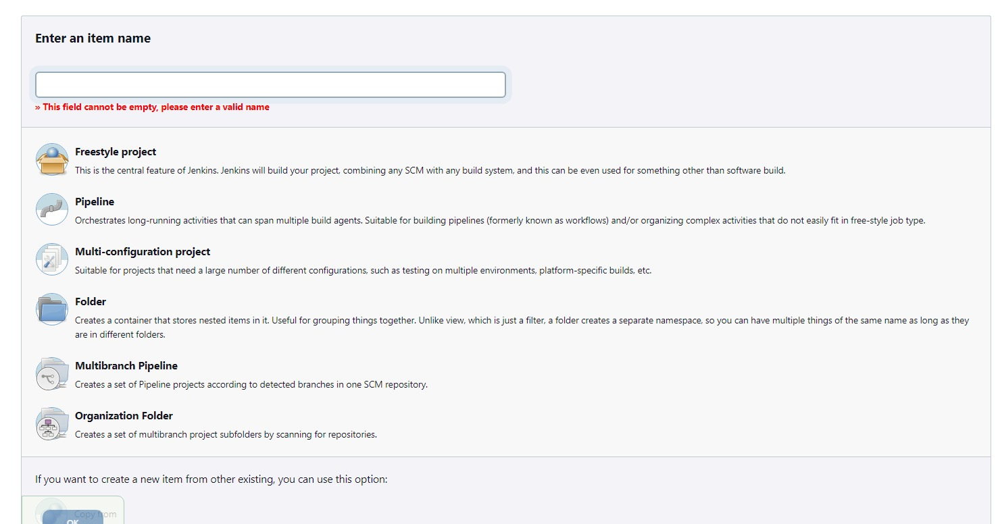 Enter an item name
» This field cannot be empty, please enter a valid name
Freestyle project
This is the central feature of Jenkins. Jenkins will build your project, combining any SCM with any build system, and this can be even used for something other than software build.
Pipeline
Orchestrates long-running activities that can span multiple build agents. Suitable for building pipelines (formerly known as workflows) and/or organizing complex activities that do not easily fit in free-style job type.
Multi-configuration project
Suitable for projects that need a large number of different configurations, such as testing on multiple environments, platform-specific builds, etc.
Folder
Creates a container that stores nested items in it. Useful for grouping things together. Unlike view, which is just a filter, a folder creates a separate namespace, so you can have multiple things of the same name as long as they
are in different folders.
Multibranch Pipeline
Creates a set of Pipeline projects according to detected branches in one SCM repository.
Organization Folder
Creates a set of multibranch project subfolders by scanning for repositories.
If you want to create a new item from other existing, you can use this option:
Copy from
OK